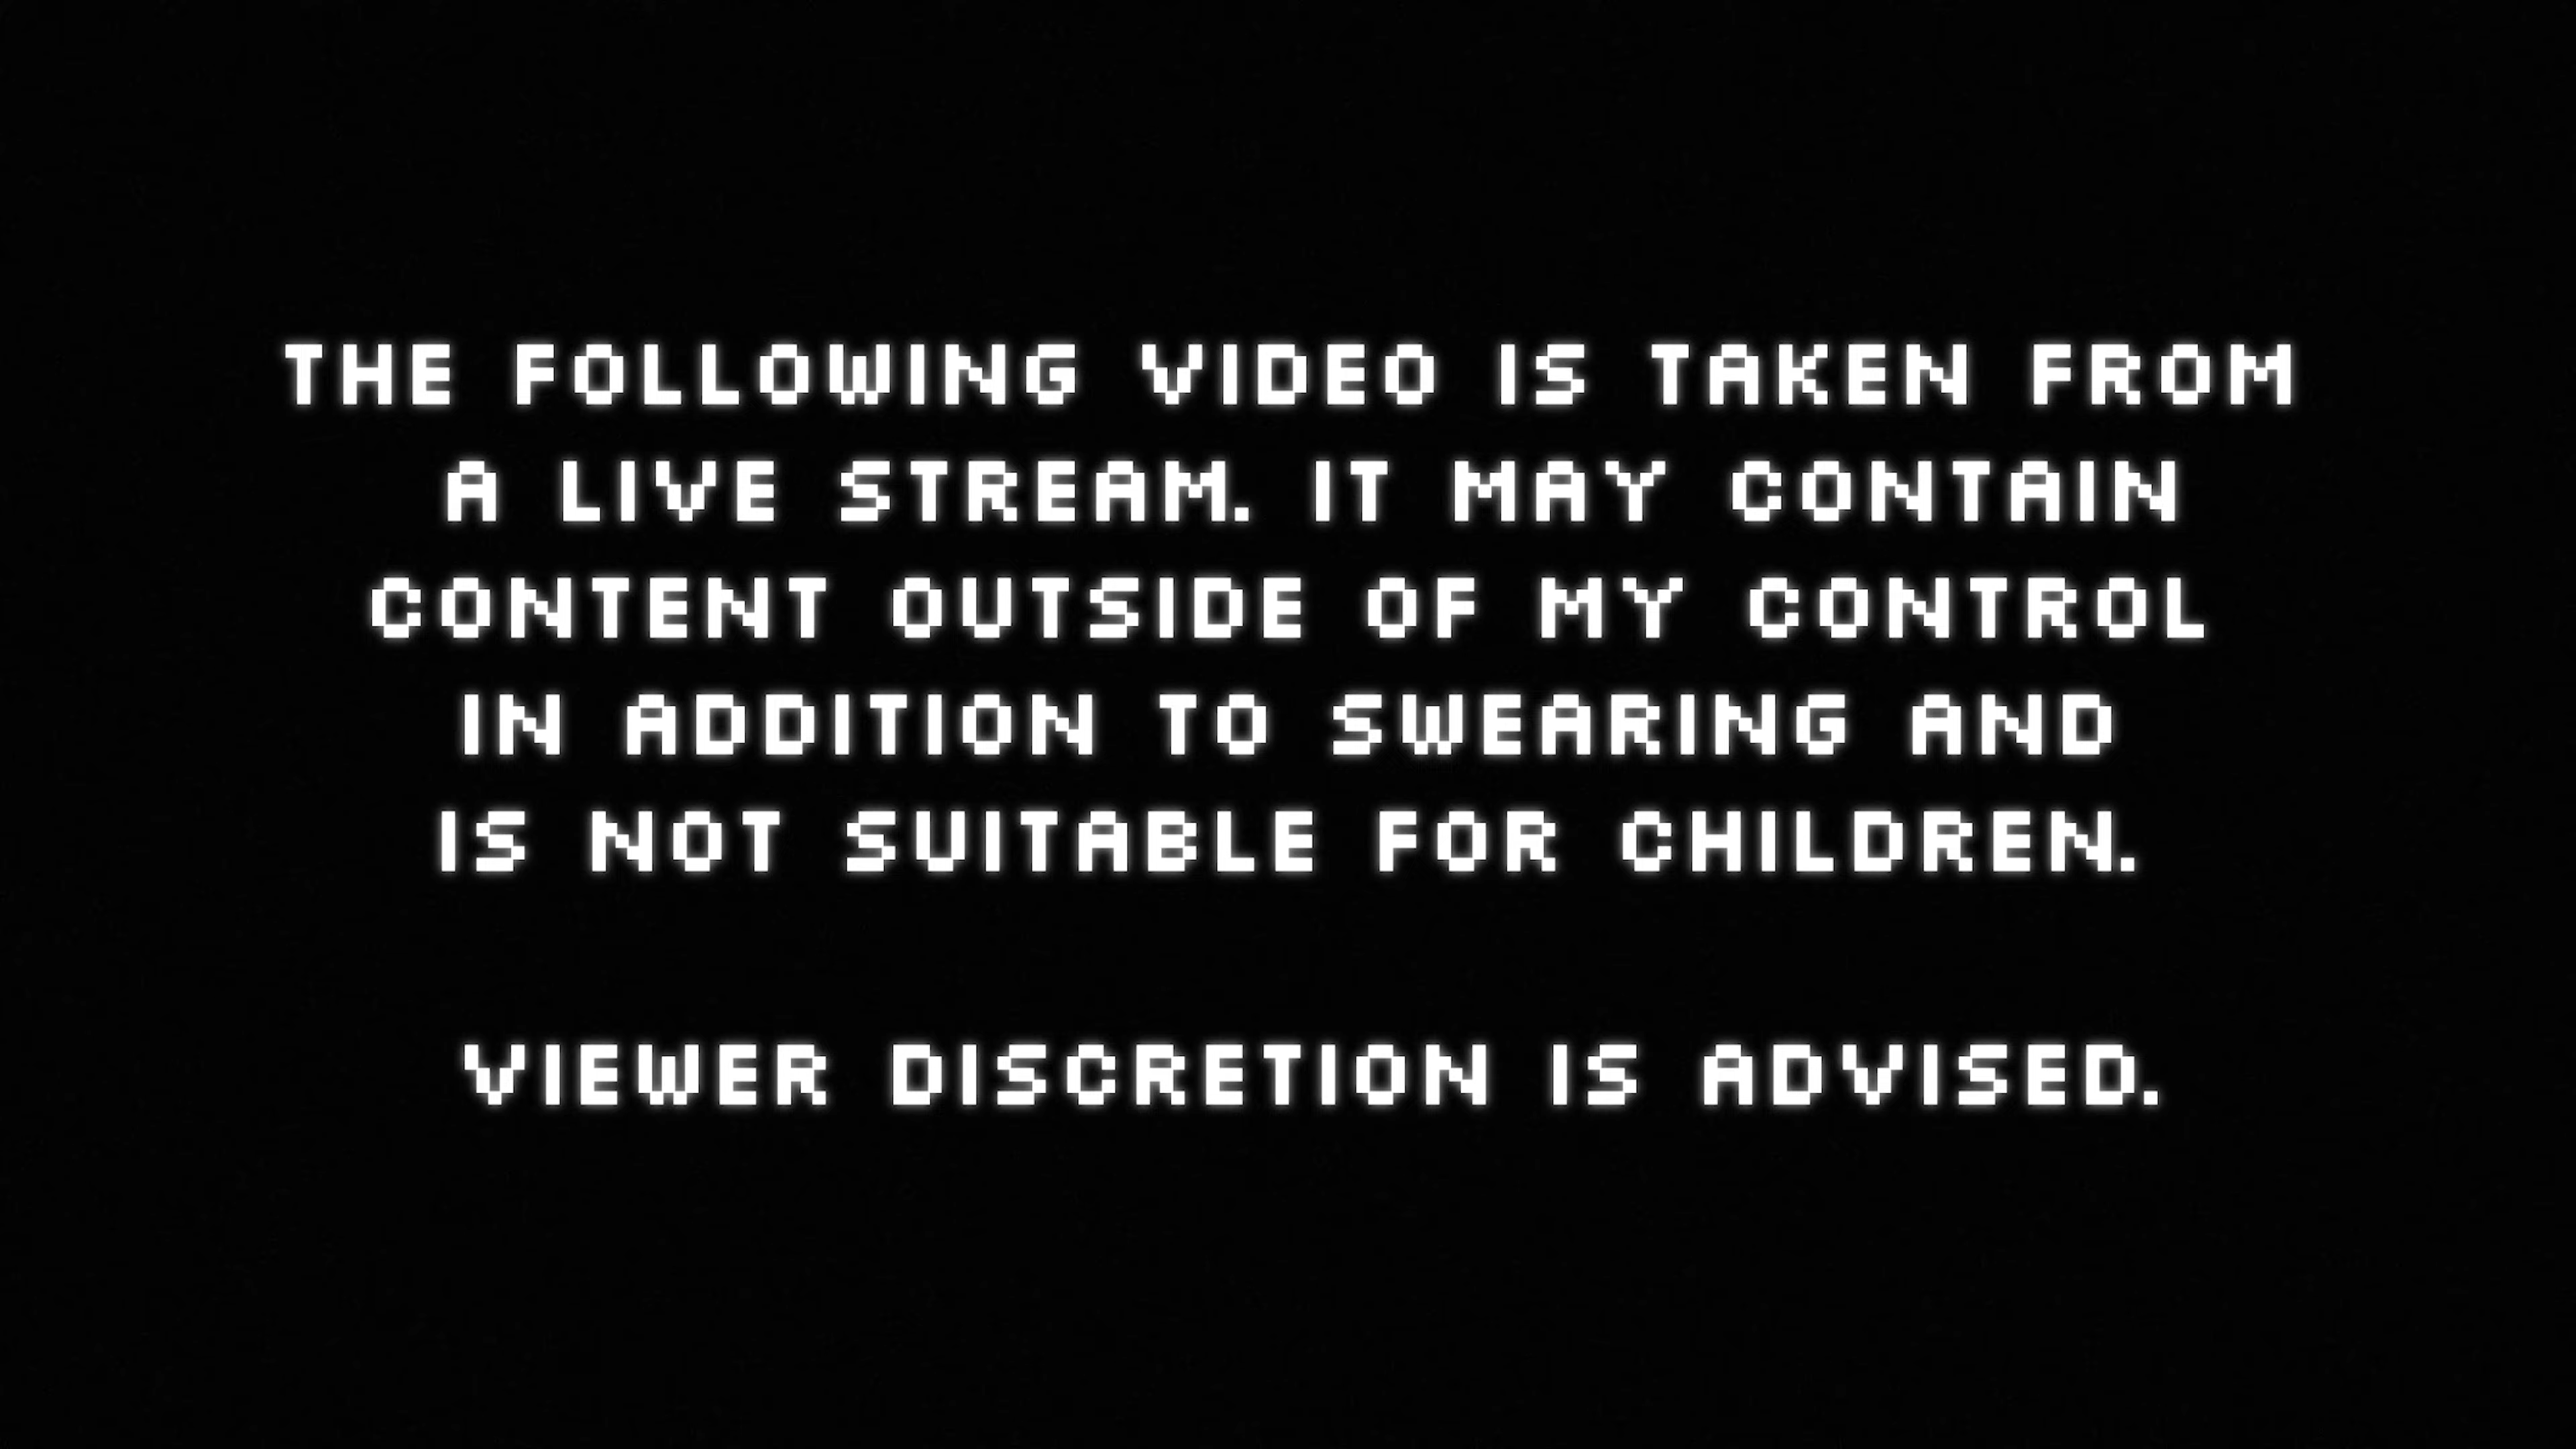 THE FOLLOWING VIDEO IS TAKEN FROM
A LIVE STREAM. IT MAY CONTAIN
CONTENT OUTSIDE OF MY CONTROL
IN ADDITION TO SWEARING AND
IS NOT SUITABLE FOR CHILDREN.
VIEWER DISCRETION IS ADVISED.